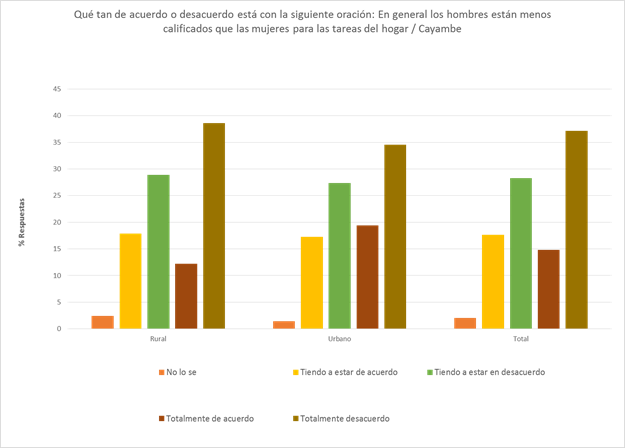 Qué tan de acuerdo o desacuerdo está con la siguiente oración: En general los hombres están menos
calificados que las mujeres para las tareas del hogar / Cayambe
45
40
35
30
25
20
15
10
5
0
% Respuestas
Rural
Urbano
Total
No lo se
Tiendo a estar de acuerdo
Tiendo a estar en desacuerdo
Totalmente de acuerdo
Totalmente desacuerdo